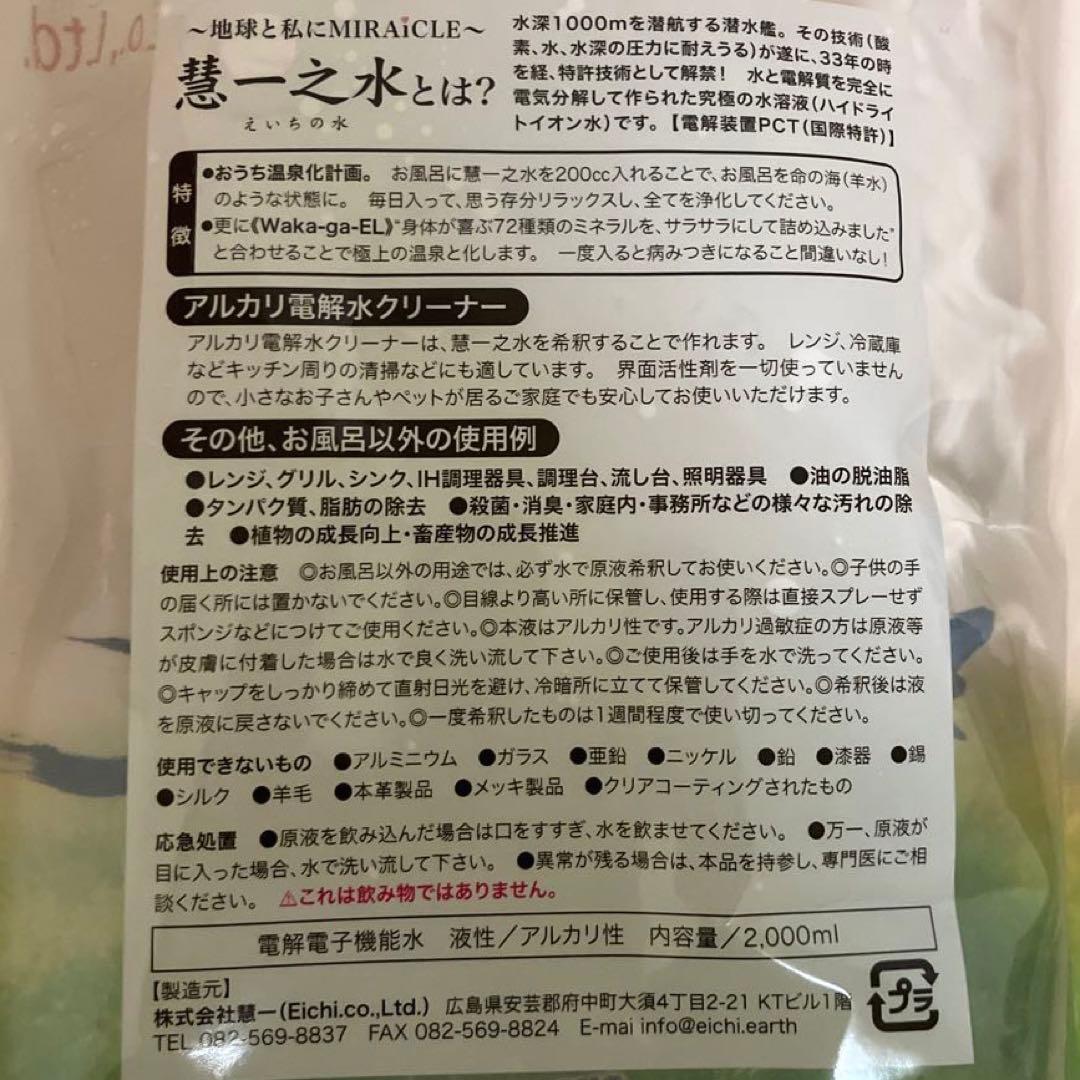 .o.,Ltd.
～地球と私にMIRAiCLE～
慧一之水とは?
えいちの水
水深1000mを潜航する潜水艦。その技術(酸
素、水、水深の圧力に耐えうる)が遂に、33年の時
を経、特許技術として解禁! 水と電解質を完全に
電気分解して作られた究極の水溶液(ハイドライ
トイオン水)です。【電解装置PCT(国際特許)】
特徴
●おうち温泉化計画。 お風呂に慧一之水を200cc入れることで、お風呂を命の海(羊水)
のような状態に。 毎日入って、思う存分リラックスし、全てを浄化してください。
●更に《Waka-ga-EL》"身体が喜ぶ72種類のミネラルを、サラサラにして詰め込みました"
と合わせることで極上の温泉と化します。 一度入ると病みつきになること間違いなし!
アルカリ電解水クリーナー
アルカリ電解水クリーナーは、慧一之水を希釈することで作れます。 レンジ、冷蔵庫
などキッチン周りの清掃などにも適しています。 界面活性剤を一切使っていません
ので、小さなお子さんやペットが居るご家庭でも安心してお使いいただけます。
その他、お風呂以外の使用例
●レンジ、グリル、シンク、IH調理器具、調理台、流し台、照明器具 ●油の脱油脂
●タンパク質、脂肪の除去 ●殺菌・消臭・家庭内・事務所などの様々な汚れの除
去 ●植物の成長向上・畜産物の成長推進
使用上の注意 ◎お風呂以外の用途では、必ず水で原液希釈してお使いください。◎子供の手
の届く所には置かないでください。◎目線より高い所に保管し、使用する際は直接スプレーせず
スポンジなどにつけてご使用ください。◎本液はアルカリ性です。アルカリ過敏症の方は原液等
が皮膚に付着した場合は水で良く洗い流して下さい。◎ご使用後は手を水で洗ってください。
◎キャップをしっかり締めて直射日光を避け、冷暗所に立てて保管してください。◎希釈後は液
を原液に戻さないでください。◎一度希釈したものは1週間程度で使い切ってください。
使用できないもの ●アルミニウム ●ガラス ●亜鉛 ●ニッケル ●鉛 ●漆器 ●錫
●シルク ●羊毛 ●本革製品 ●メッキ製品 ●クリアコーティングされたもの
応急処置 ●原液を飲み込んだ場合は口をすすぎ、水を飲ませてください。 ●万一、原液が
目に入った場合、水で洗い流して下さい。 ●異常が残る場合は、本品を持参し、専門医にご相
談ください。 ⚠これは飲み物ではありません。
電解電子機能水 液性/アルカリ性 内容量/2,000ml
【製造元】
株式会社慧一(Eichi.co.,Ltd.) 広島県安芸郡府中町大須4丁目2-21 KTビル1階
TEL 082-569-8837 FAX 082-569-8824 E-mai info@eichi.earth
プラ